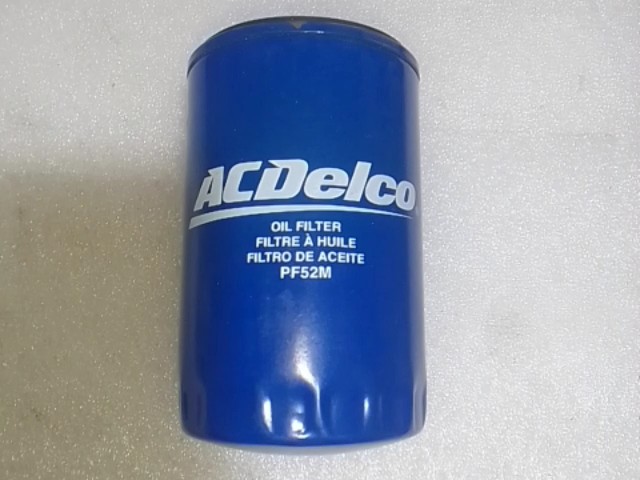 ACDelco
OIL FILTER
FILTRE À HUILE
FILTRO DE ACEITE
PF52M